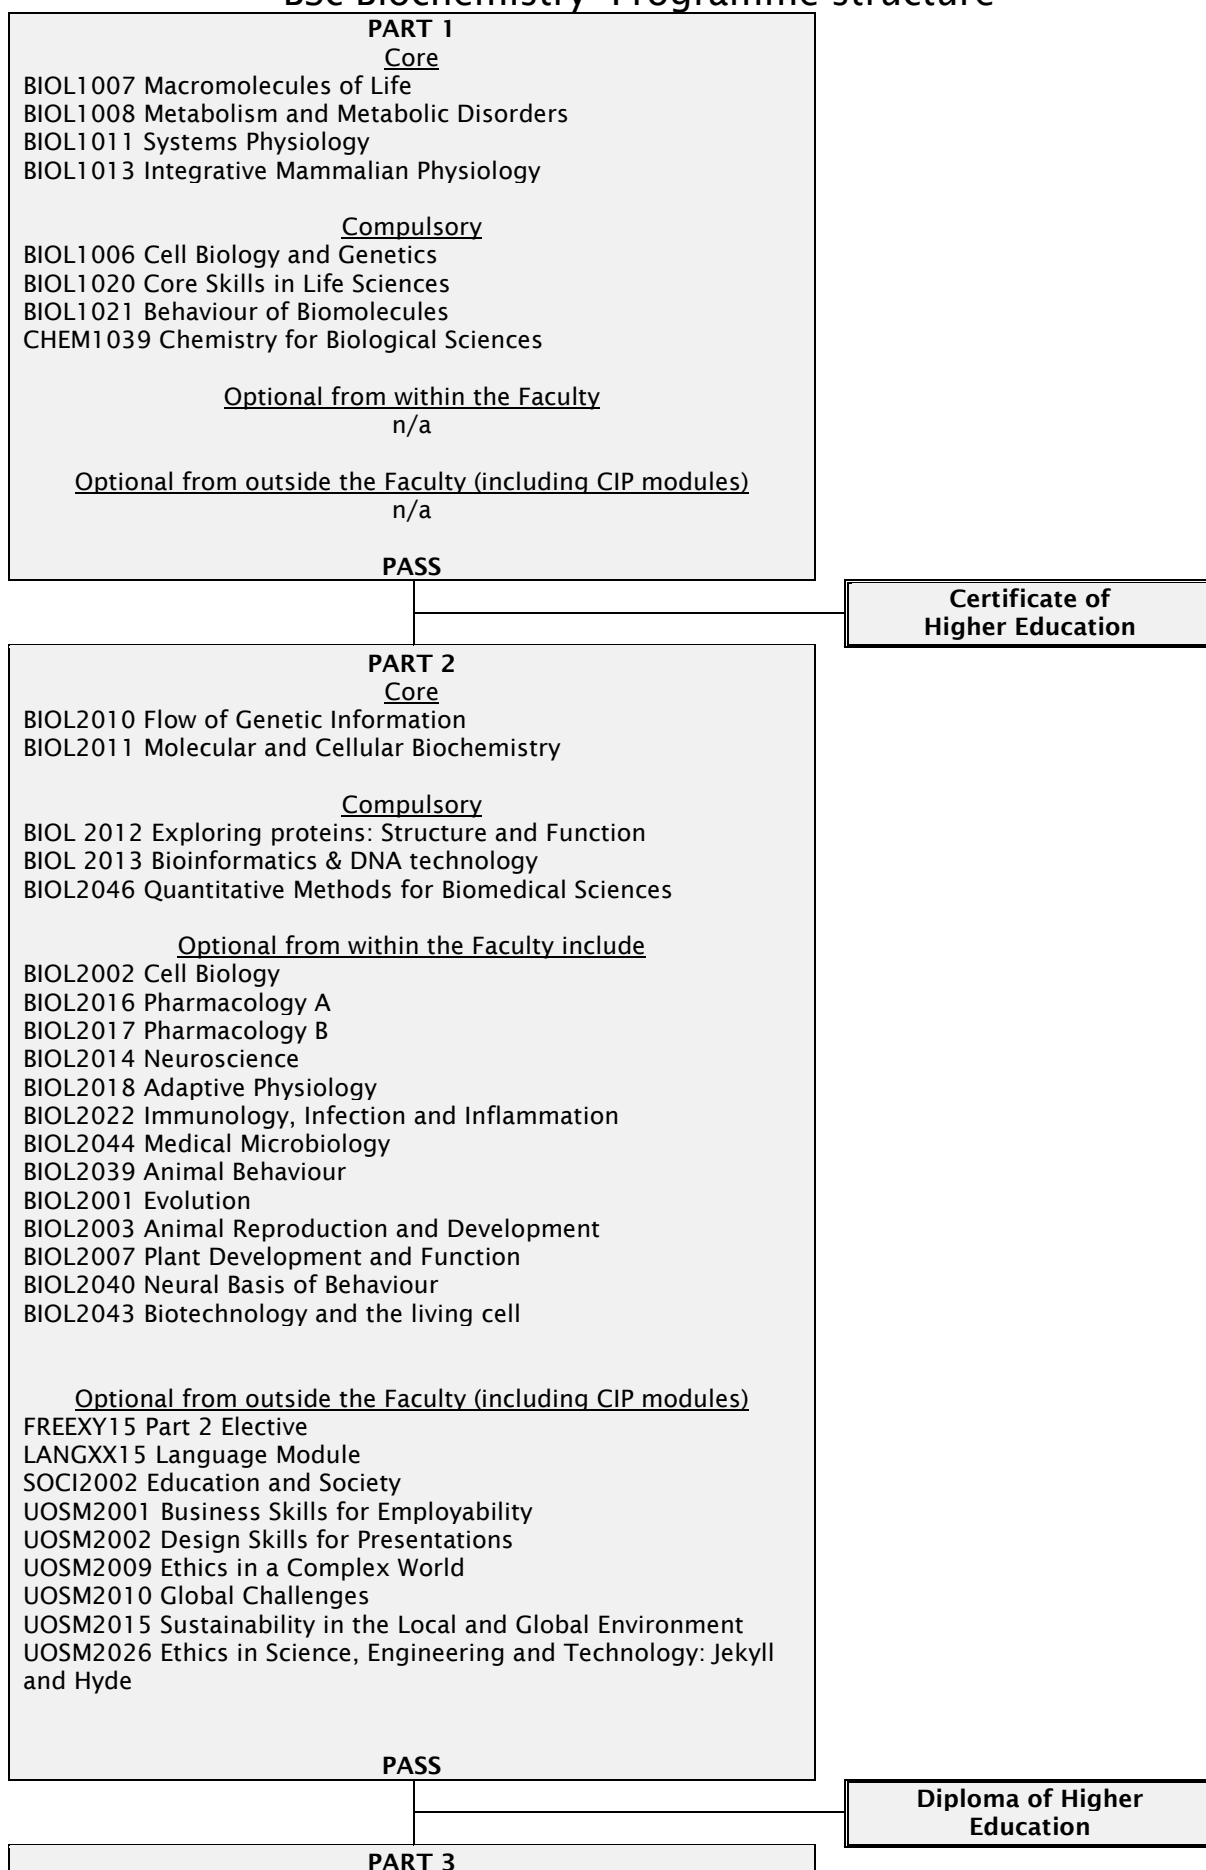 BSc Biochemistry Programme structure
PART 1
Core
BIOL1007 Macromolecules of Life
BIOL1008 Metabolism and Metabolic Disorders
BIOL1011 Systems Physiology
BIOL1013 Integrative Mammalian Physiology
Compulsory
BIOL1006 Cell Biology and Genetics
BIOL1020 Core Skills in Life Sciences
BIOL1021 Behaviour of Biomolecules
CHEM1039 Chemistry for Biological Sciences
Optional from within the Faculty
n/a
Optional from outside the Faculty (including CIP modules)
n/a
PASS
Certificate of
Higher Education
PART 2
Core
BIOL2010 Flow of Genetic Information
BIOL2011 Molecular and Cellular Biochemistry
Compulsory
BIOL 2012 Exploring proteins: Structure and Function
BIOL 2013 Bioinformatics & DNA technology
BIOL2046 Quantitative Methods for Biomedical Sciences
Optional from within the Faculty include
BIOL2002 Cell Biology
BIOL2016 Pharmacology A
BIOL2017 Pharmacology B
BIOL2014 Neuroscience
BIOL2018 Adaptive Physiology
BIOL2022 Immunology, Infection and Inflammation
BIOL2044 Medical Microbiology
BIOL2039 Animal Behaviour
BIOL2001 Evolution
BIOL2003 Animal Reproduction and Development
BIOL2007 Plant Development and Function
BIOL2040 Neural Basis of Behaviour
BIOL2043 Biotechnology and the living cell
Optional from outside the Faculty (including CIP modules)
FREEXY15 Part 2 Elective
LANGXX15 Language Module
SOCI2002 Education and Society
UOSM2001 Business Skills for Employability
UOSM2002 Design Skills for Presentations
UOSM2009 Ethics in a Complex World
UOSM2010 Global Challenges
UOSM2015 Sustainability in the Local and Global Environment
UOSM2026 Ethics in Science, Engineering and Technology: Jekyll
and Hyde
PASS
Diploma of Higher
Education
PART 3